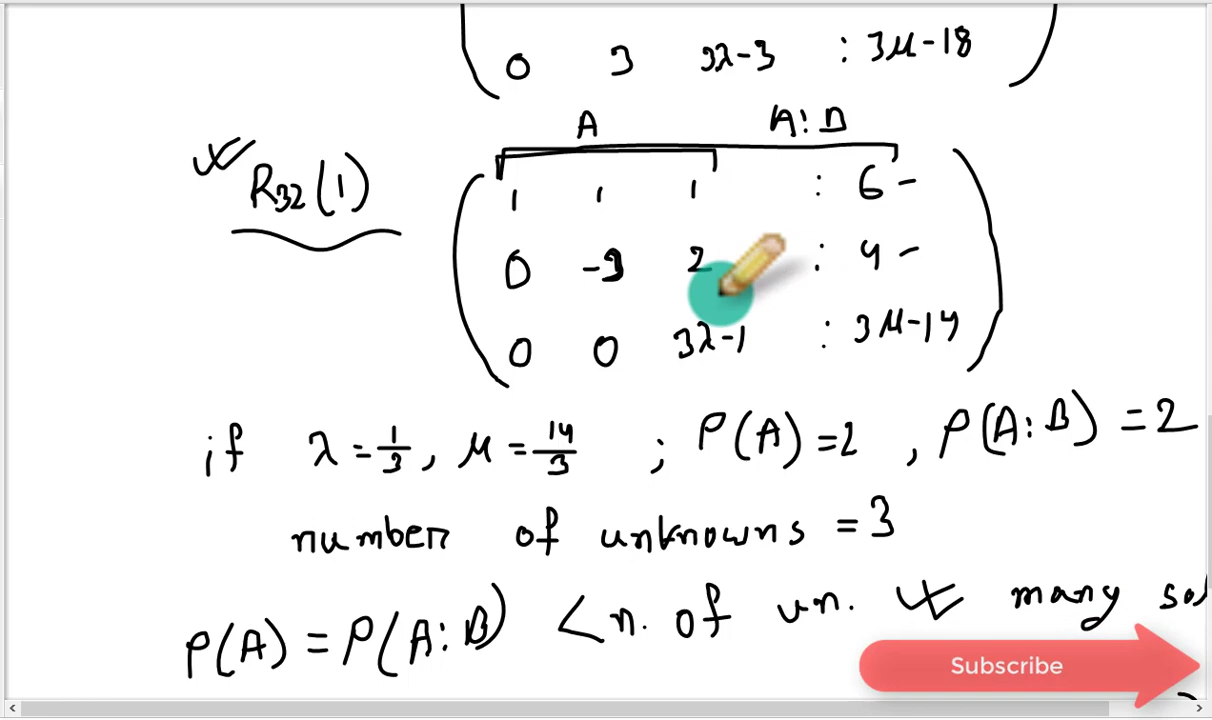 0 3 3λ-3 : 3μ-18
A A:B
R32(1) 1 1 1 : 6 -
0 -3 2 : 4 -
0 0 3λ-1 : 3μ-14
if λ=1/3, μ=14/3 ; P(A)=2, P(A:B)=2
number of unknowns =3
P(A)=P(A:B) <n. of un. many sol
Subscribe